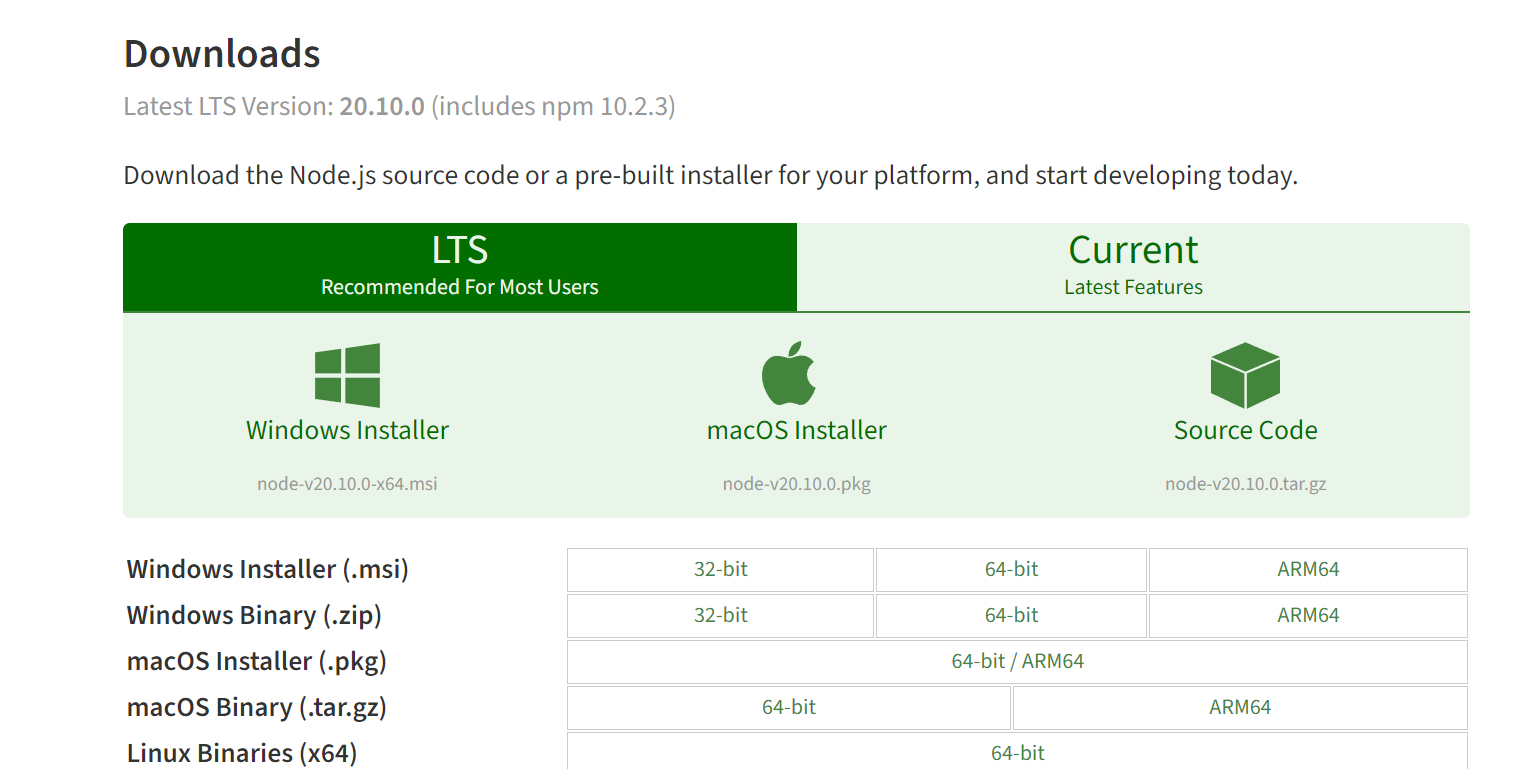 Downloads
Latest LTS Version: 20.10.0 (includes npm 10.2.3)
Download the Node.js source code or a pre-built installer for your platform, and start developing today.
LTS
Recommended For Most Users
Current
Latest Features
Windows Installer
node-v20.10.0-x64.msi
macOS Installer
node-v20.10.0.pkg
Source Code
node-v20.10.0.tar.gz
Windows Installer (.msi) 32-bit 64-bit ARM64
Windows Binary (.zip) 32-bit 64-bit ARM64
macOS Installer (.pkg) 64-bit / ARM64
macOS Binary (.tar.gz) 64-bit ARM64
Linux Binaries (x64) 64-bit